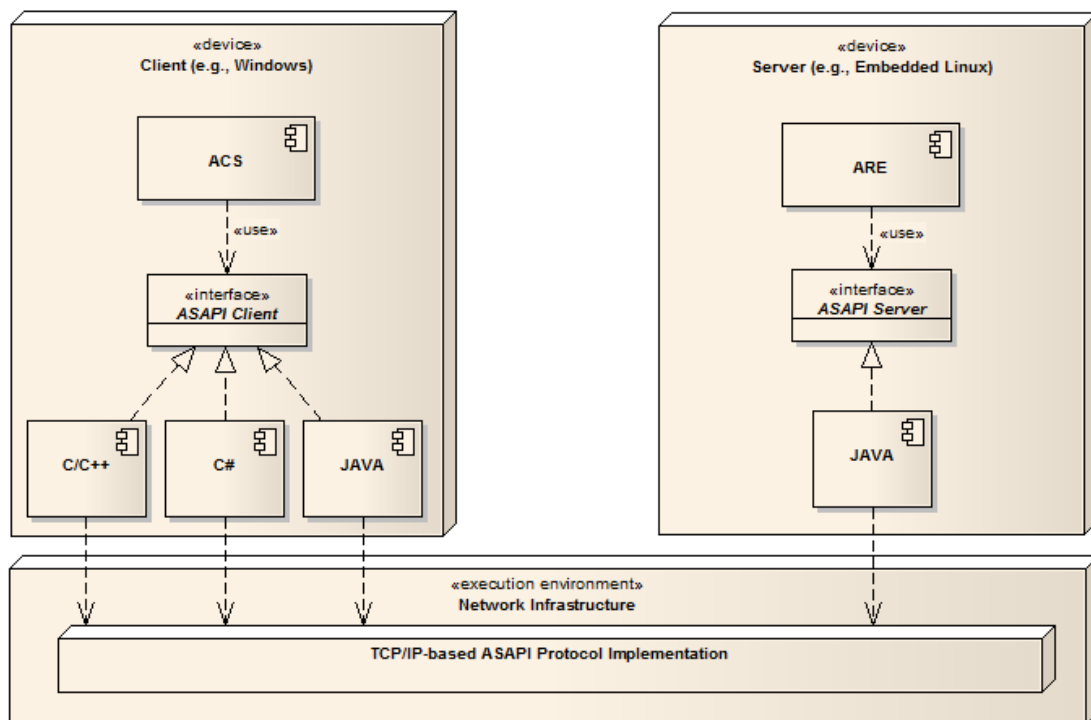 «device»
Client (e.g., Windows)
ACS
«use»
«interface»
ASAPI Client
C/C++
C#
JAVA
«device»
Server (e.g., Embedded Linux)
ARE
«use»
«interface»
ASAPI Server
JAVA
«execution environment»
Network Infrastructure
TCP/IP-based ASAPI Protocol Implementation